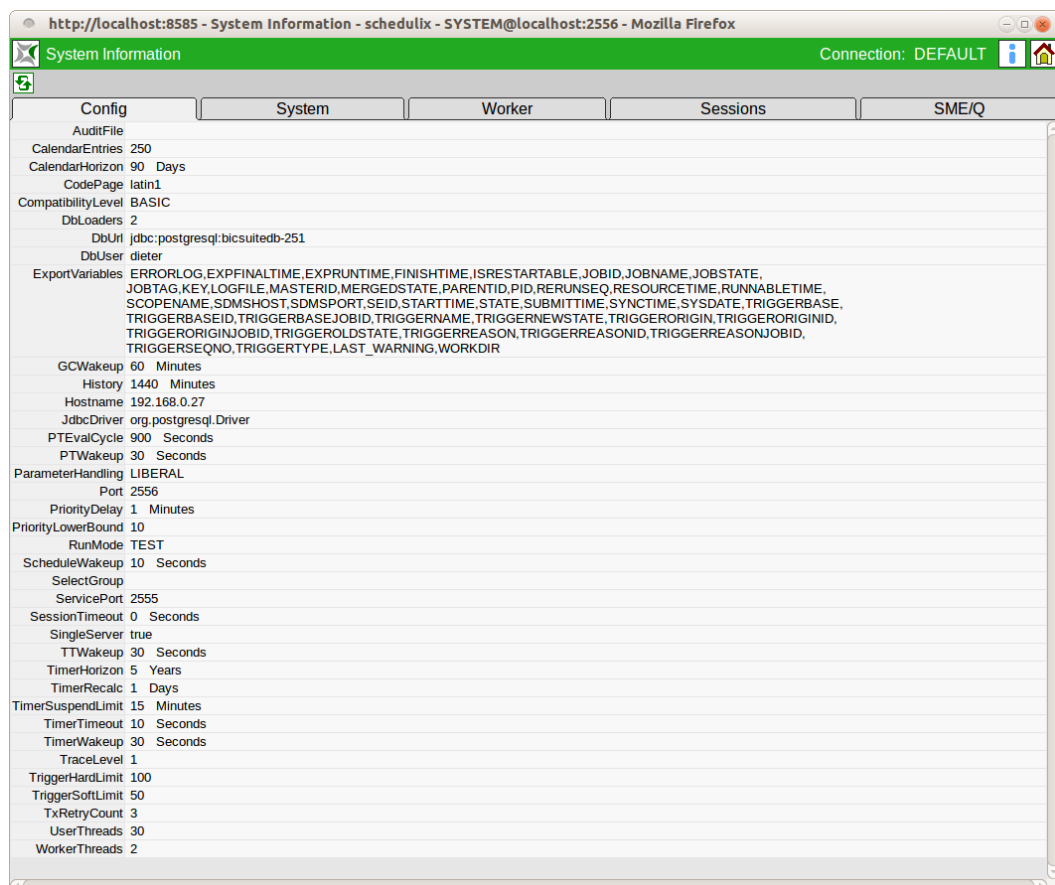 http://localhost:8585 - System Information - schedulix - SYSTEM@localhost:2556 - Mozilla Firefox
System Information
Connection: DEFAULT
Config
System
Worker
Sessions
SME/Q
AuditFile
CalendarEntries 250
CalendarHorizon 90 Days
CodePage latin1
CompatibilityLevel BASIC
DbLoaders 2
DbUrl jdbc:postgresql:bicsuitedb-251
DbUser dieter
ExportVariables ERRORLOG,EXPFINALTIME,EXPRUNTIME,FINISHTIME,ISRESTARTABLE,JOBID,JOBNAME,JOBSTATE,
JOBTAG,KEY,LOGFILE,MASTERID,MERGEDSTATE,PARENTID,PID,RERUNSEQ,RESOURCETIME,RUNNABLETIME,
SCOPENAME,SDMSHOST,SDMSPORT,SEID,STARTTIME,STATE,SUBMITTIME,SYNCTIME,SYSDATE,TRIGGERBASE,
TRIGGERBASEID,TRIGGERBASEJOBID,TRIGGERNAME,TRIGGERNEWSTATE,TRIGGERORIGIN,TRIGGERORIGINID,
TRIGGERORIGINJOBID,TRIGGEROLDSTATE,TRIGGERREASON,TRIGGERREASONID,TRIGGERREASONJOBID,
TRIGGERSEQNO,TRIGGERTYPE,LAST_WARNING,WORKDIR
GCWakeup 60 Minutes
History 1440 Minutes
Hostname 192.168.0.27
JdbcDriver org.postgresql.Driver
PTEvalCycle 900 Seconds
PTWakeup 30 Seconds
ParameterHandling LIBERAL
Port 2556
PriorityDelay 1 Minutes
PriorityLowerBound 10
RunMode TEST
ScheduleWakeup 10 Seconds
SelectGroup
ServicePort 2555
SessionTimeout 0 Seconds
SingleServer true
TTWakeup 30 Seconds
TimerHorizon 5 Years
TimerRecalc 1 Days
TimerSuspendLimit 15 Minutes
TimerTimeout 10 Seconds
TimerWakeup 30 Seconds
TraceLevel 1
TriggerHardLimit 100
TriggerSoftLimit 50
TxRetryCount 3
UserThreads 30
WorkerThreads 2